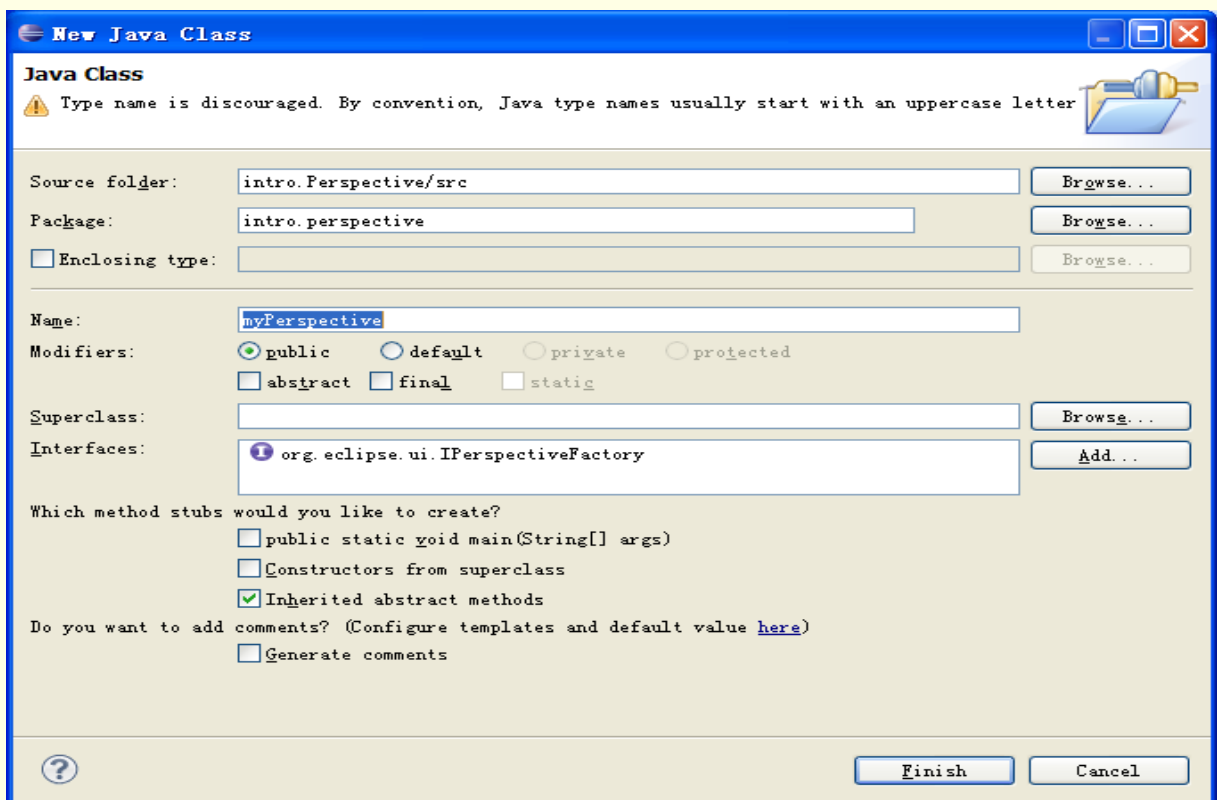 New Java Class
Java Class
Type name is discouraged. By convention, Java type names usually start with an uppercase letter
Source folder: intro.Perspective/src Browse...
Package: intro.perspective Browse...
Enclosing type: Browse...
Name: myPerspective
Modifiers: public default private protected
abstract final static
Superclass: Browse...
Interfaces: I org.eclipse.ui.IPerspectiveFactory Add...
Which method stubs would you like to create?
public static void main(String[] args)
Constructors from superclass
Inherited abstract methods
Do you want to add comments? (Configure templates and default value here)
Generate comments
? Finish Cancel